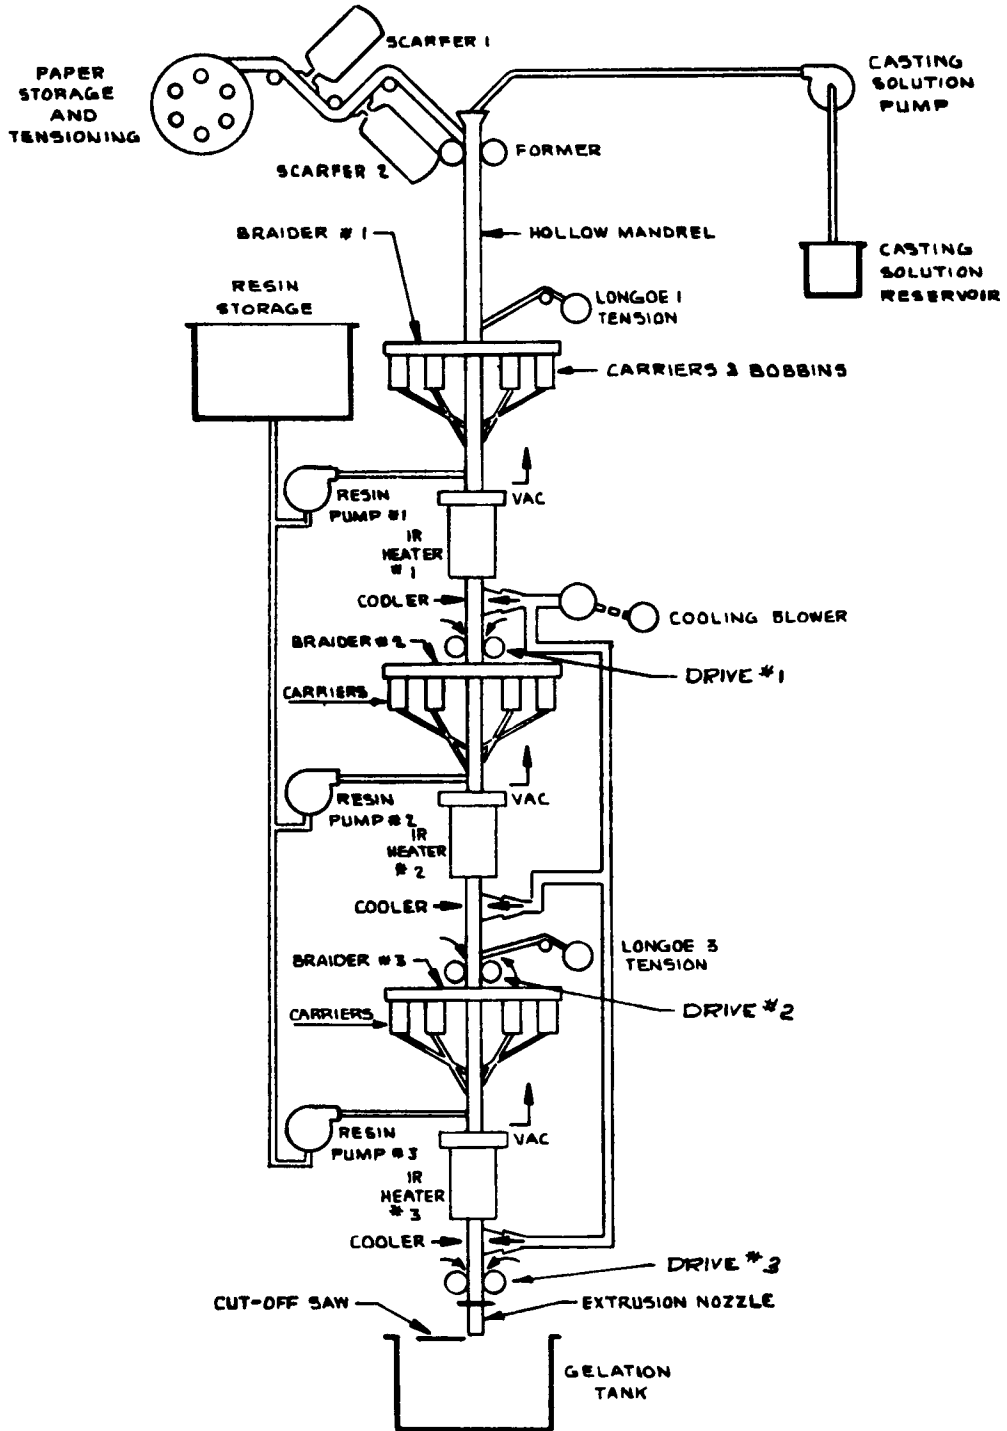 SCARFER 1
PAPER
STORAGE
AND
TENSIONING
CASTING
SOLUTION
PUMP
SCARFER 2
FORMER
BRAIDER # 1
HOLLOW MANDREL
CASTING
SOLUTION
RESERVOIR
RESIN
STORAGE
LONGOE 1
TENSION
CARRIERS & BOBBINS
RESIN
PUMP #1
VAC
IR
HEATER
# 1
COOLER
COOLING BLOWER
BRAIDER #2
DRIVE #1
CARRIERS
RESIN
PUMP #2
VAC
IR
HEATER
# 2
COOLER
LONGOE 3
TENSION
BRAIDER #3
DRIVE #2
CARRIERS
RESIN
PUMP #3
VAC
IR
HEATER
# 3
COOLER
DRIVE #3
CUT-OFF SAW
EXTRUSION NOZZLE
GELATION
TANK